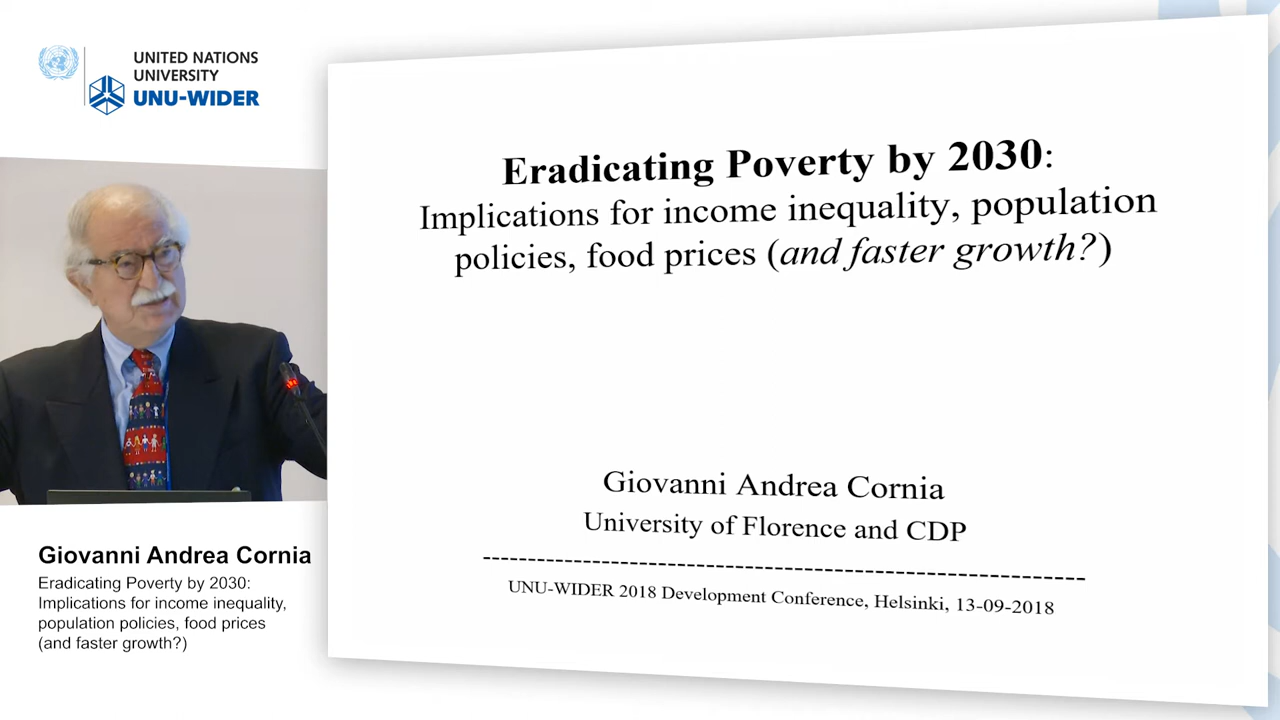 UNITED NATIONS
UNIVERSITY
UNU-WIDER
Eradicating Poverty by 2030:
Implications for income inequality, population
policies, food prices (and faster growth?)
Giovanni Andrea Cornia
University of Florence and CDP
------------------------------------------------------------------
UNU-WIDER 2018 Development Conference, Helsinki, 13-09-2018
Giovanni Andrea Cornia
Eradicating Poverty by 2030:
Implications for income inequality,
population policies, food prices
(and faster growth?)